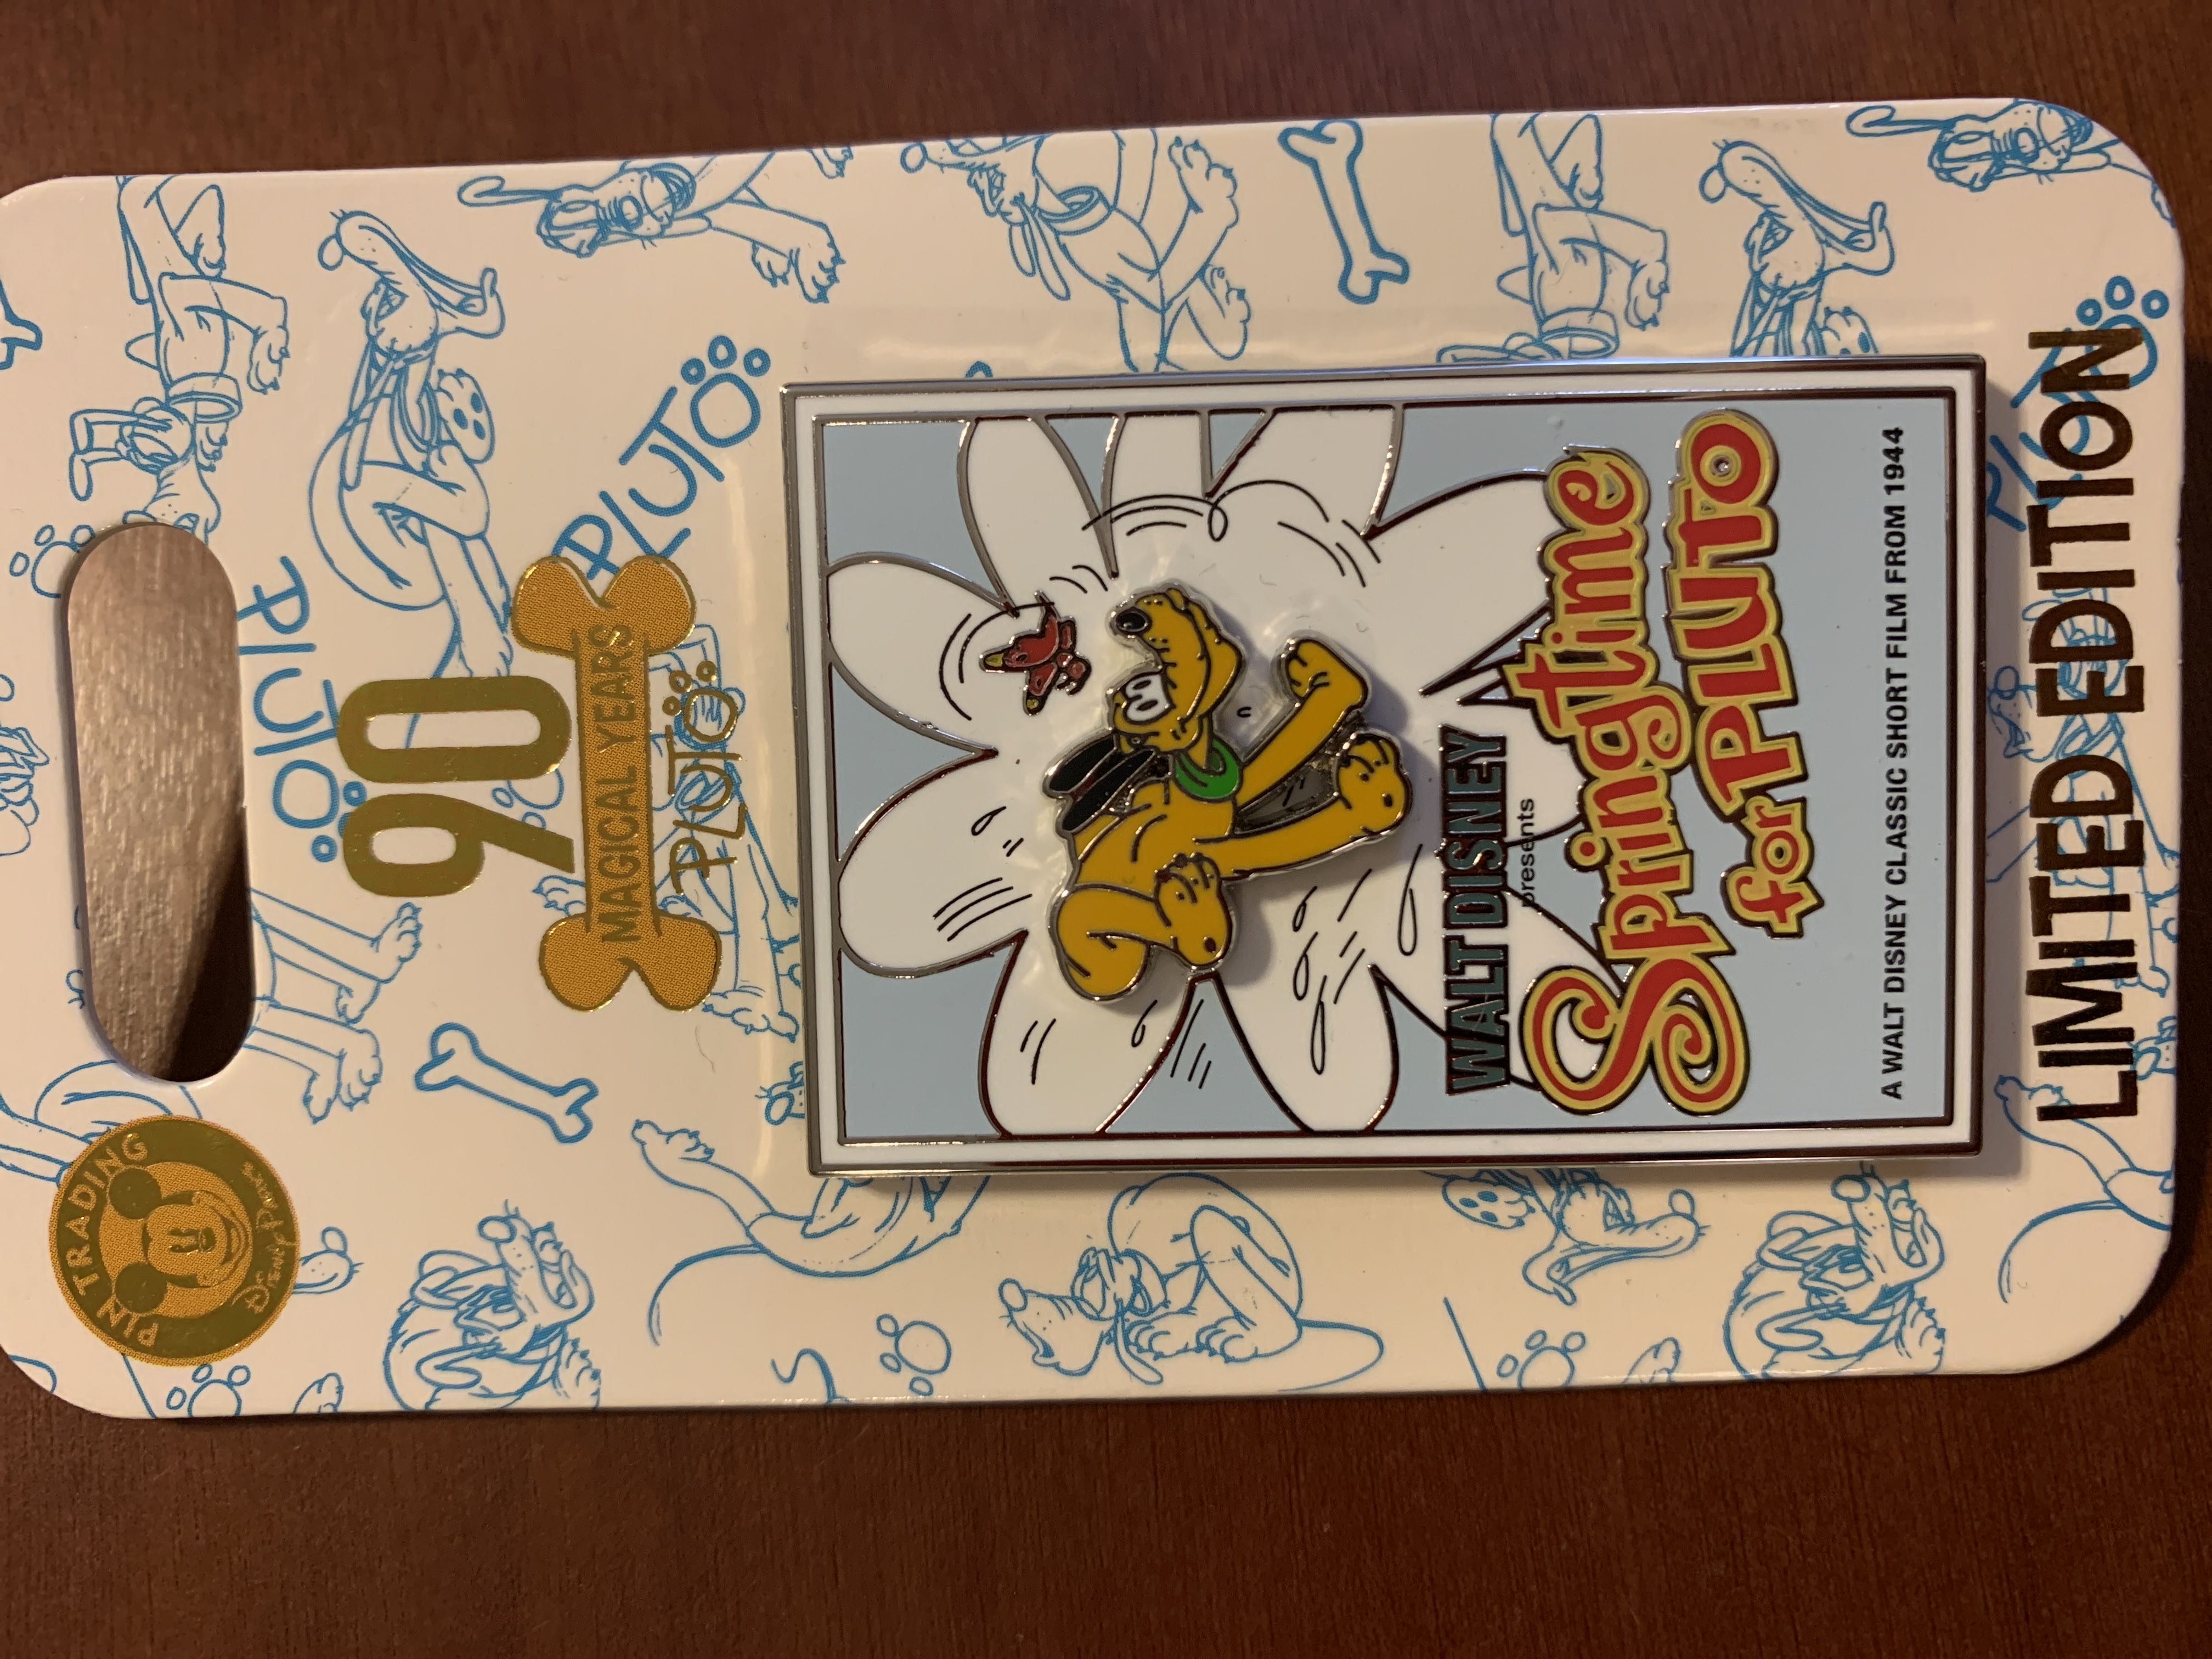 PIN TRADING
Disney PARKS
90
MAGICAL YEARS
PLUTO
PLUTO
PLUTO
WALT DISNEY
presents
Springtime
for PLUTO
A WALT DISNEY CLASSIC SHORT FILM FROM 1944
LIMITED EDITION